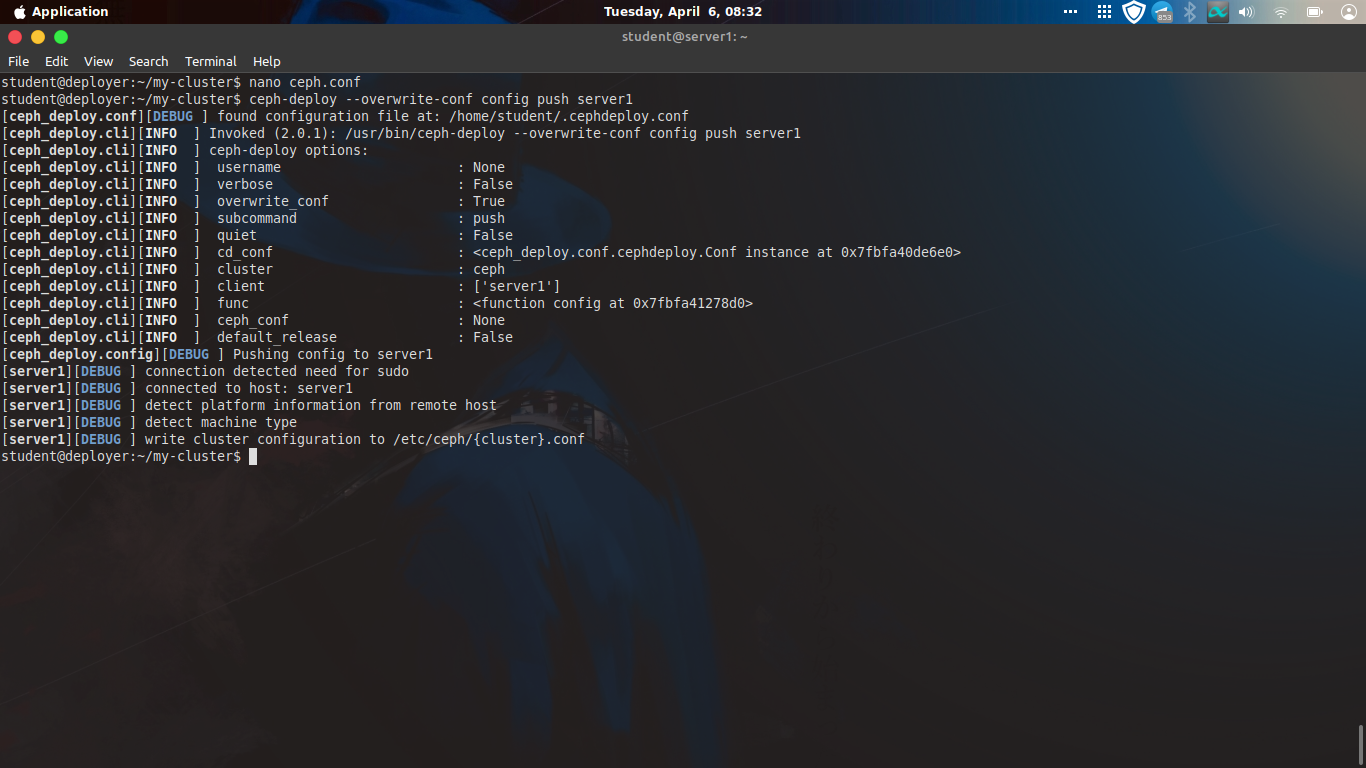 Application
Tuesday, April 6, 08:32
853
student@server1: ~
File Edit View Search Terminal Help
student@deployer:~/my-cluster$ nano ceph.conf
student@deployer:~/my-cluster$ ceph-deploy --overwrite-conf config push server1
[ceph_deploy.conf][DEBUG ] found configuration file at: /home/student/.cephdeploy.conf
[ceph_deploy.cli][INFO  ] Invoked (2.0.1): /usr/bin/ceph-deploy --overwrite-conf config push server1
[ceph_deploy.cli][INFO  ] ceph-deploy options:
[ceph_deploy.cli][INFO  ]  username                      : None
[ceph_deploy.cli][INFO  ]  verbose                       : False
[ceph_deploy.cli][INFO  ]  overwrite_conf                : True
[ceph_deploy.cli][INFO  ]  subcommand                    : push
[ceph_deploy.cli][INFO  ]  quiet                         : False
[ceph_deploy.cli][INFO  ]  cd_conf                       : <ceph_deploy.conf.cephdeploy.Conf instance at 0x7fbfa40de6e0>
[ceph_deploy.cli][INFO  ]  cluster                       : ceph
[ceph_deploy.cli][INFO  ]  client                        : ['server1']
[ceph_deploy.cli][INFO  ]  func                          : <function config at 0x7fbfa41278d0>
[ceph_deploy.cli][INFO  ]  ceph_conf                     : None
[ceph_deploy.cli][INFO  ]  default_release               : False
[ceph_deploy.config][DEBUG ] Pushing config to server1
[server1][DEBUG ] connection detected need for sudo
[server1][DEBUG ] connected to host: server1
[server1][DEBUG ] detect platform information from remote host
[server1][DEBUG ] detect machine type
[server1][DEBUG ] write cluster configuration to /etc/ceph/{cluster}.conf
student@deployer:~/my-cluster$